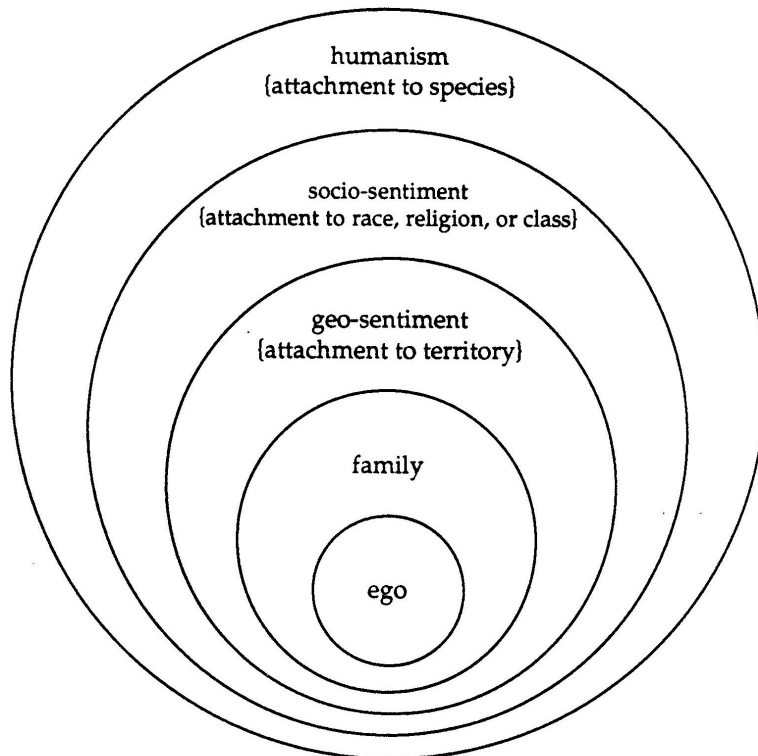 humanism
{attachment to species}
socio-sentiment
{attachment to race, religion, or class}
geo-sentiment
{attachment to territory}
family
ego